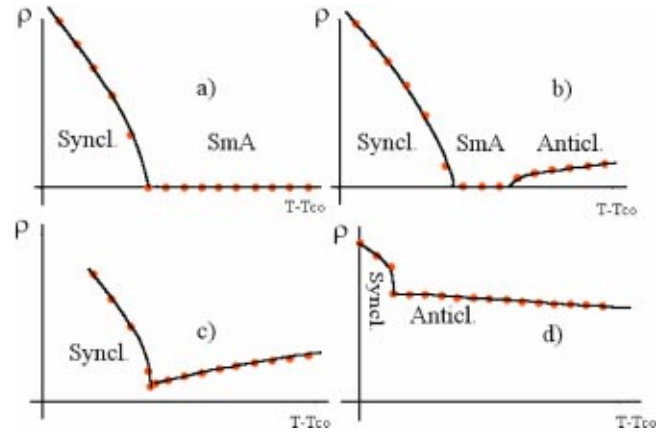 ρ
a)
Syncl.
SmA
T-Tco
ρ
b)
Syncl.
SmA
Anticl.
T-Tco
ρ
c)
Syncl.
T-Tco
ρ
Syncl.
Anticl.
d)
T-Tco